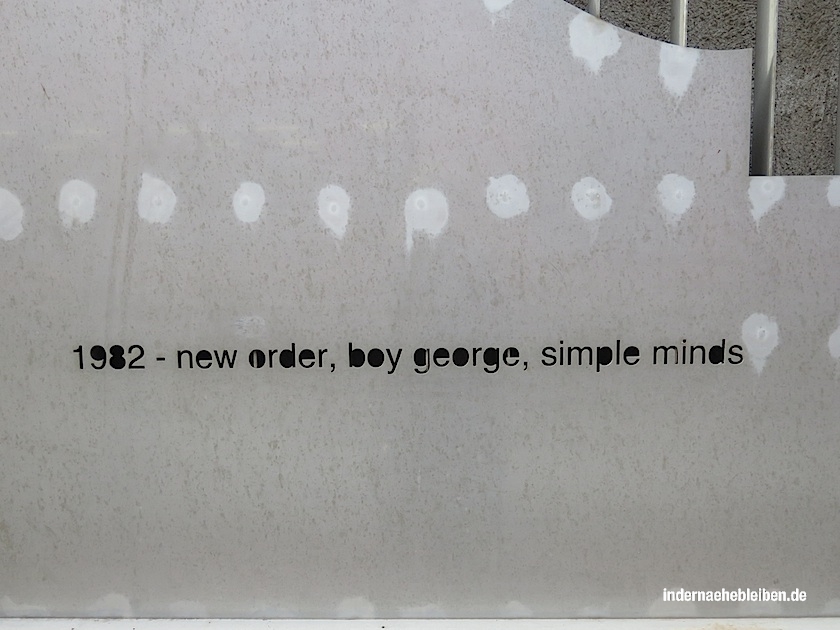 1982 - new order, boy george, simple minds
indernaehebleiben.de